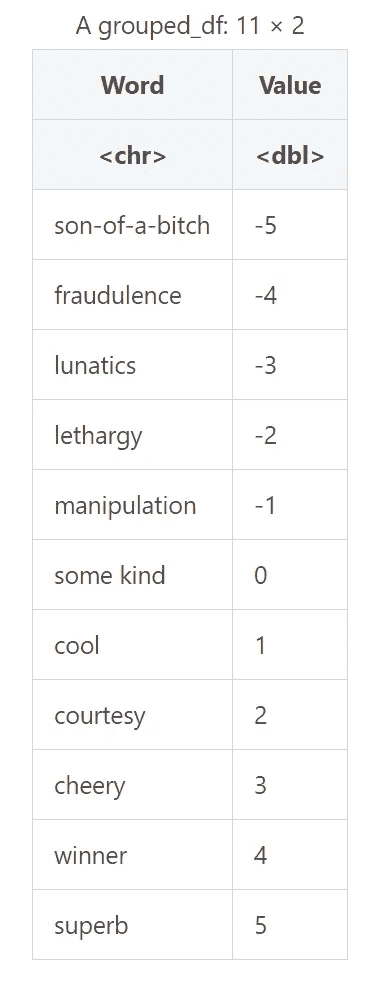 A grouped_df: 11 × 2
Word Value
<chr> <dbl>
son-of-a-bitch -5
fraudulence -4
lunatics -3
lethargy -2
manipulation -1
some kind 0
cool 1
courtesy 2
cheery 3
winner 4
superb 5